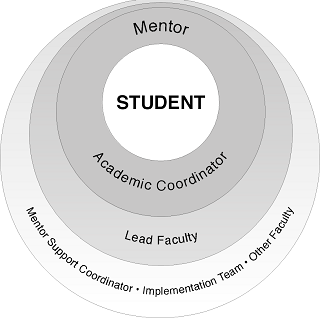 Mentor
STUDENT
Academic Coordinator
Lead Faculty
Mentor Support Coordinator • Implementation Team • Other Faculty